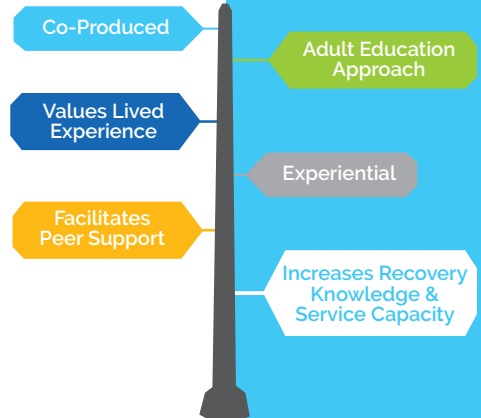 Co-Produced
Adult Education
Approach
Values Lived
Experience
Experiential
Facilitates
Peer Support
Increases Recovery
Knowledge &
Service Capacity